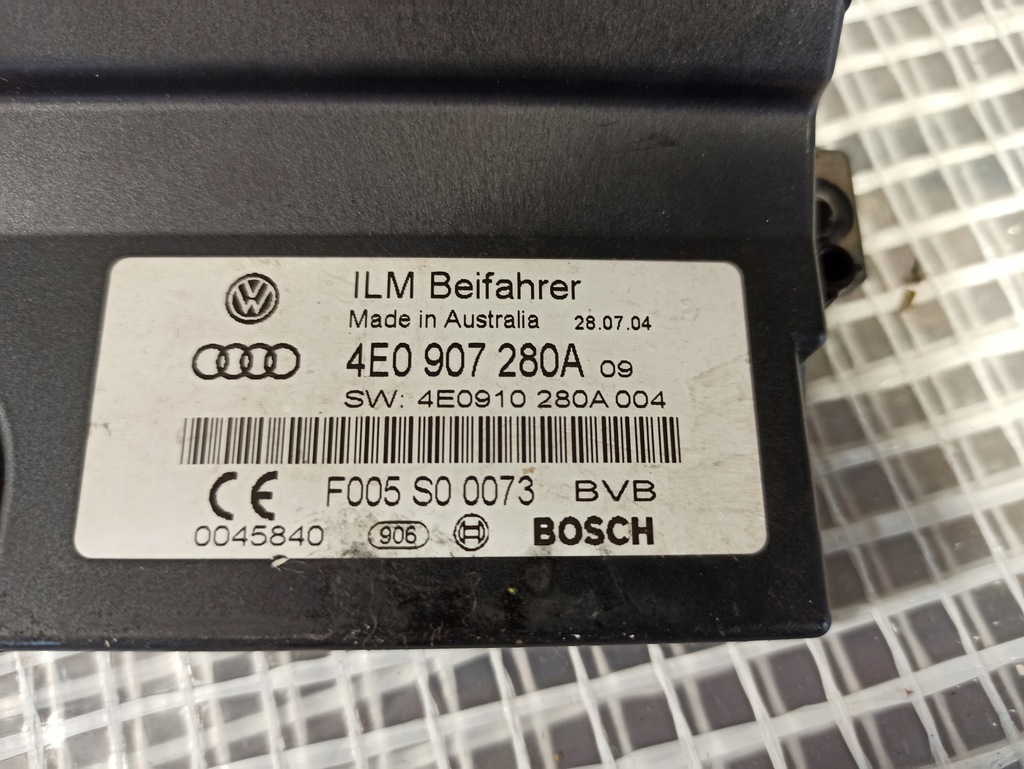 ILM Beifahrer
Made in Australia 28.07.04
4E0 907 280A 09
SW: 4E0910 280A 004
CE F005 S0 0073 BVB
0045840 906 BOSCH